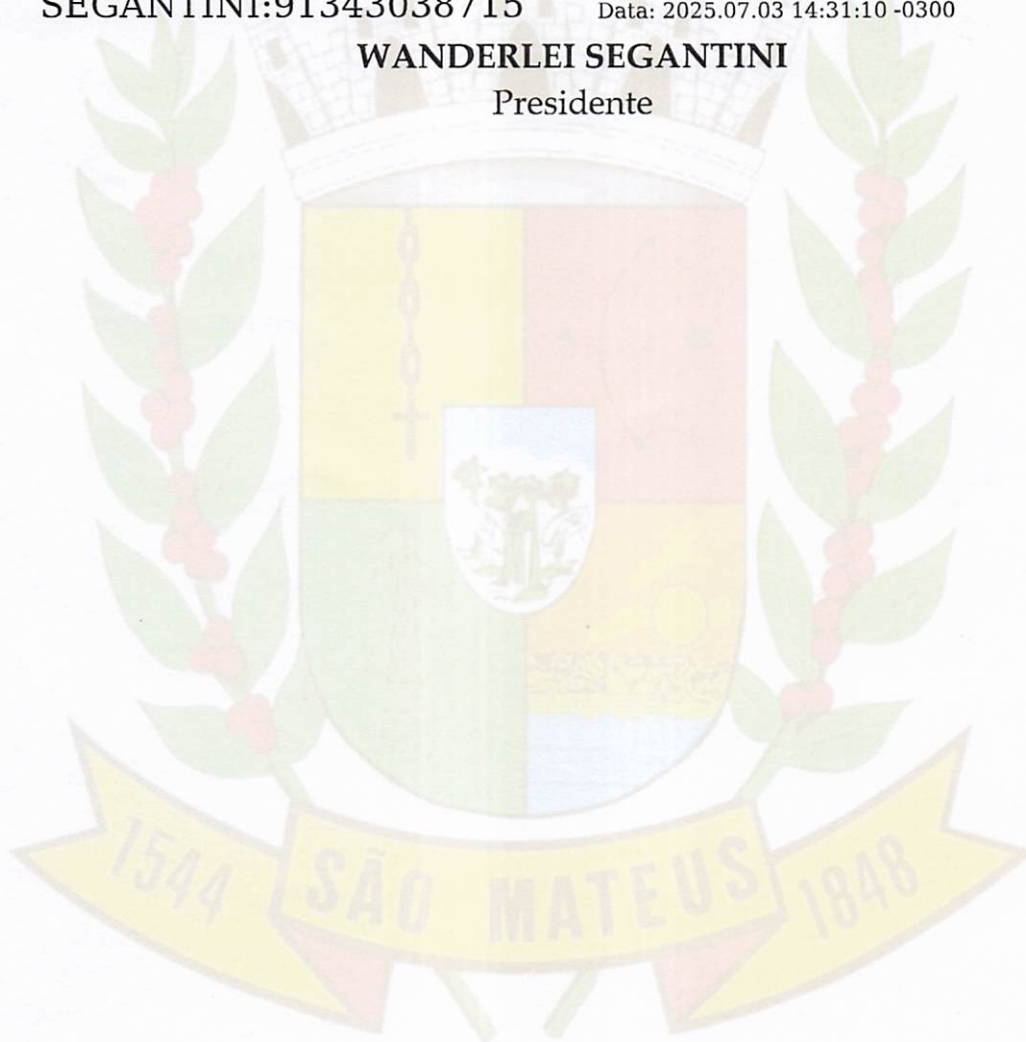 SEGANTINI:91343038715 Data: 2025.07.03 14:31:10 -0300
WANDERLEI SEGANTINI
Presidente
1544 SÃO MATEUS 1848